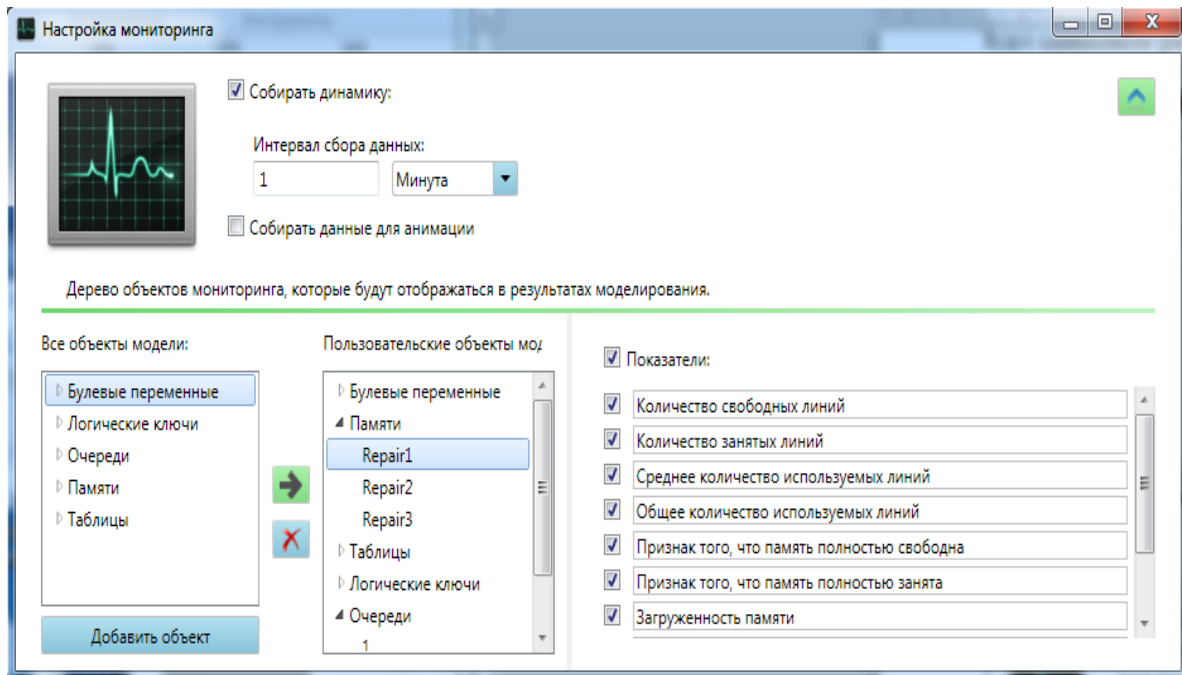 Настройка мониторинга
Собирать динамику:
Интервал сбора данных:
1
Минута
Собирать данные для анимации
Дерево объектов мониторинга, которые будут отображаться в результатах моделирования.
Все объекты модели:
Булевые переменные
Логические ключи
Очереди
Памяти
Таблицы
Добавить объект
Пользовательские объекты мод
Булевые переменные
Памяти
Repair1
Repair2
Repair3
Таблицы
Логические ключи
Очереди
1
Показатели:
Количество свободных линий
Количество занятых линий
Среднее количество используемых линий
Общее количество используемых линий
Признак того, что память полностью свободна
Признак того, что память полностью занята
Загруженность памяти